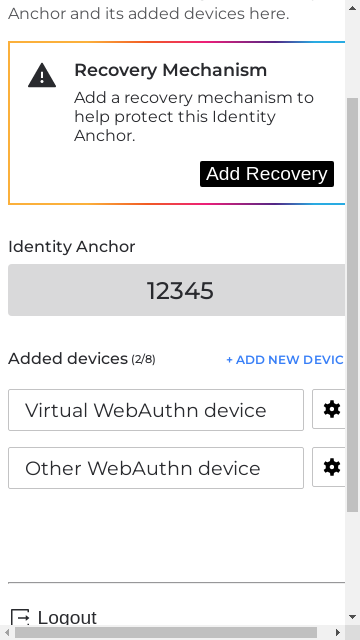 Anchor and its added devices here.
Recovery Mechanism
Add a recovery mechanism to
help protect this Identity
Anchor.
Add Recovery
Identity Anchor
12345
Added devices (2/8)
+ ADD NEW DEVIC
Virtual WebAuthn device
Other WebAuthn device
Logout